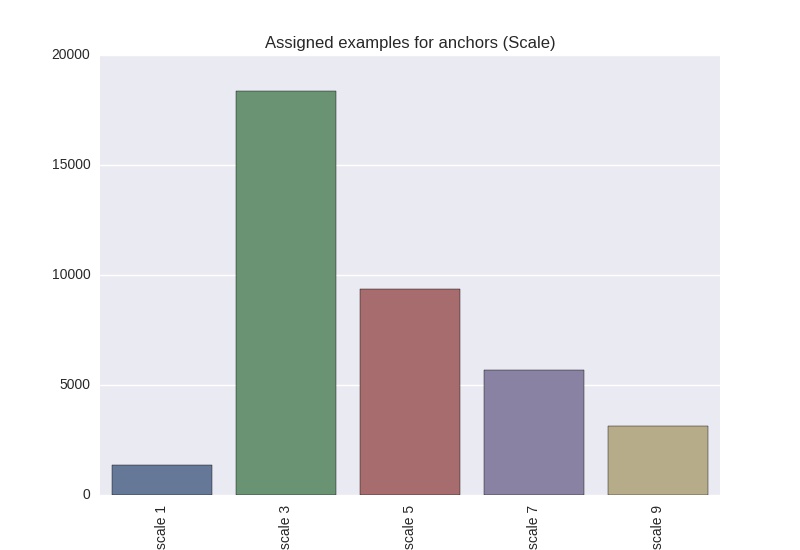 Assigned examples for anchors (Scale)
20000
15000
10000
5000
0
scale 1
scale 3
scale 5
scale 7
scale 9